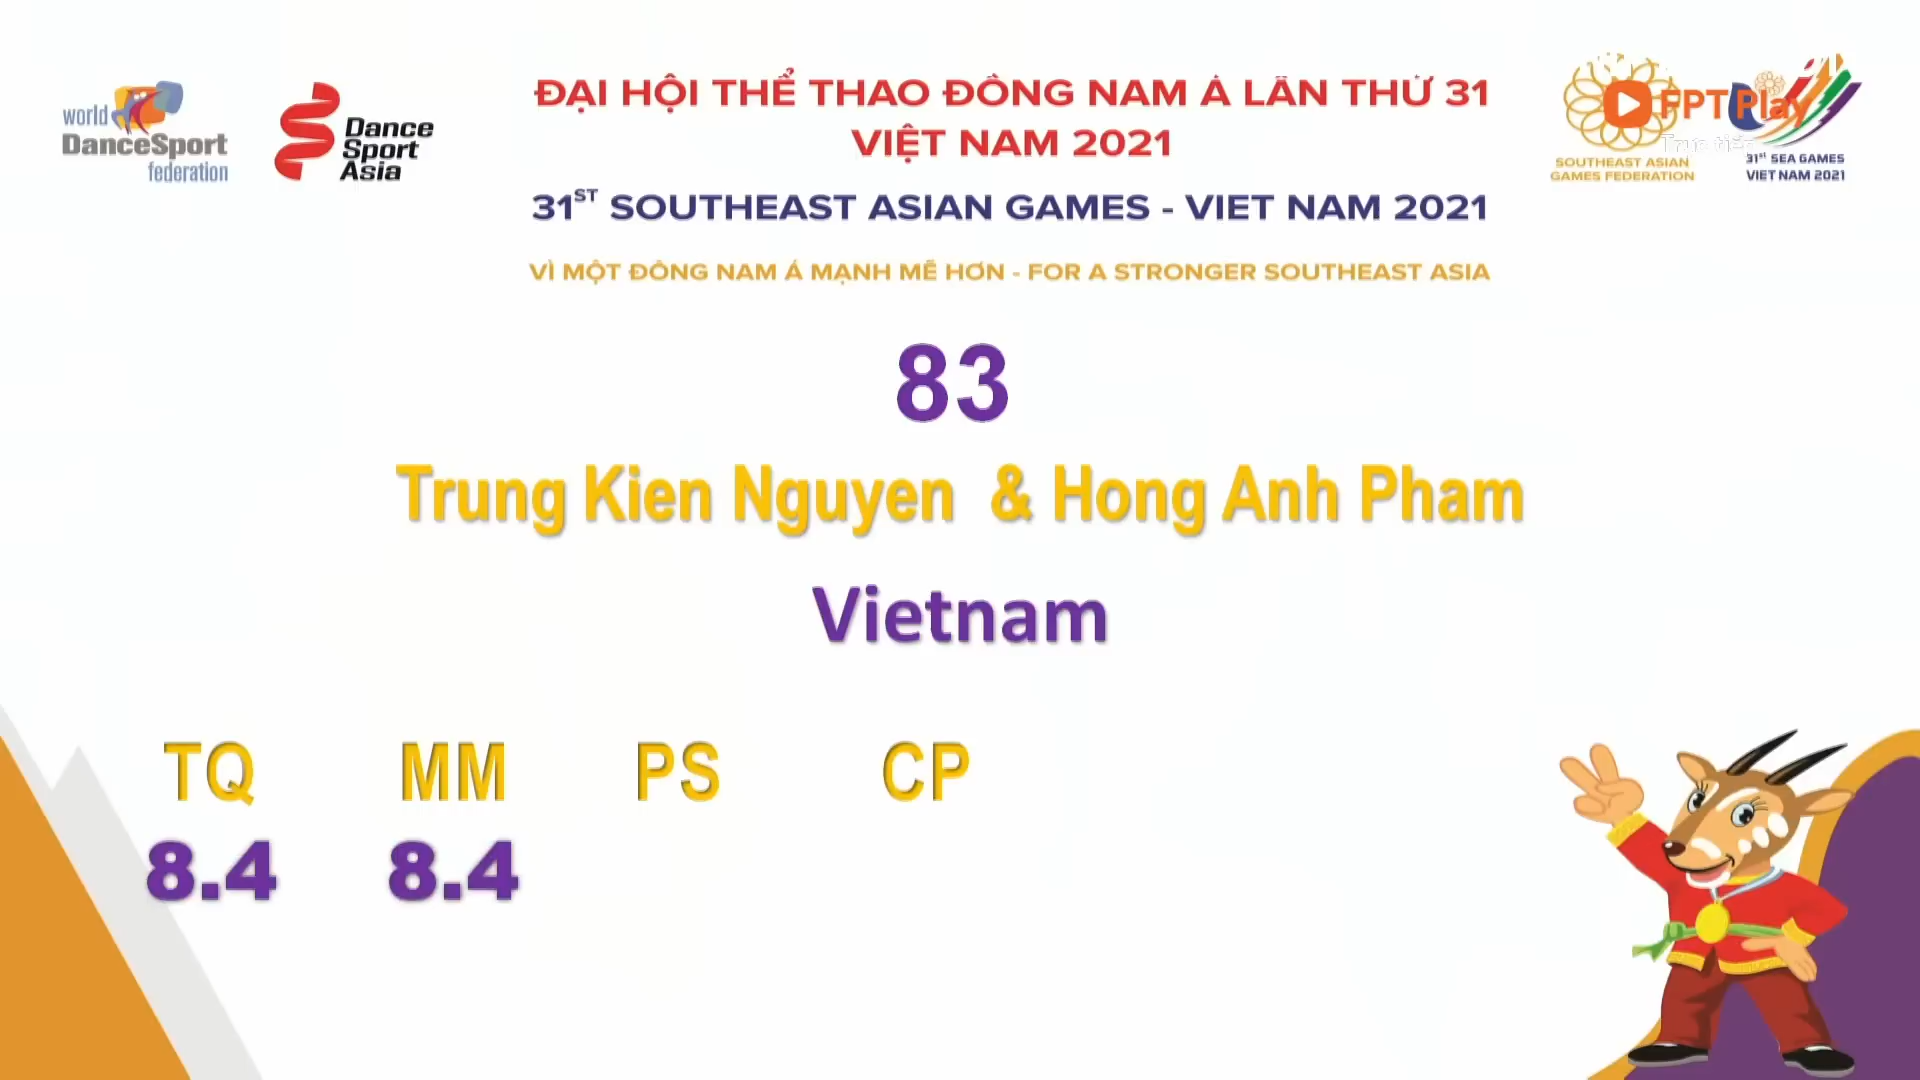 world
DanceSport
federation
Dance
Sport
Asia
ĐẠI HỘI THỂ THAO ĐÔNG NAM Á LẦN THỨ 31
VIỆT NAM 2021
31ST SOUTHEAST ASIAN GAMES - VIET NAM 2021
VÌ MỘT ĐÔNG NAM Á MẠNH MẼ HƠN - FOR A STRONGER SOUTHEAST ASIA
FPT Play
Trực tiếp
SOUTHEAST ASIAN
GAMES FEDERATION
31st SEA GAMES
VIET NAM 2021
83
Trung Kien Nguyen & Hong Anh Pham
Vietnam
TQ MM PS CP
8.4 8.4